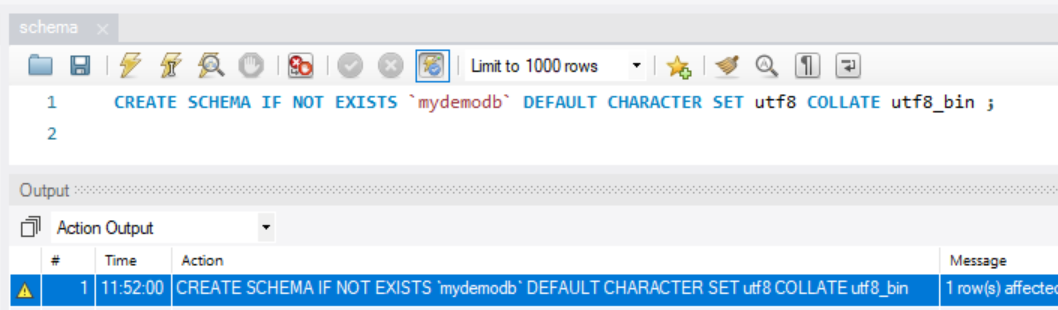 schema
Limit to 1000 rows
1 CREATE SCHEMA IF NOT EXISTS `mydemodb` DEFAULT CHARACTER SET utf8 COLLATE utf8_bin ;
2
Output
Action Output
# Time Action Message
1 11:52:00 CREATE SCHEMA IF NOT EXISTS `mydemodb` DEFAULT CHARACTER SET utf8 COLLATE utf8_bin 1 row(s) affected